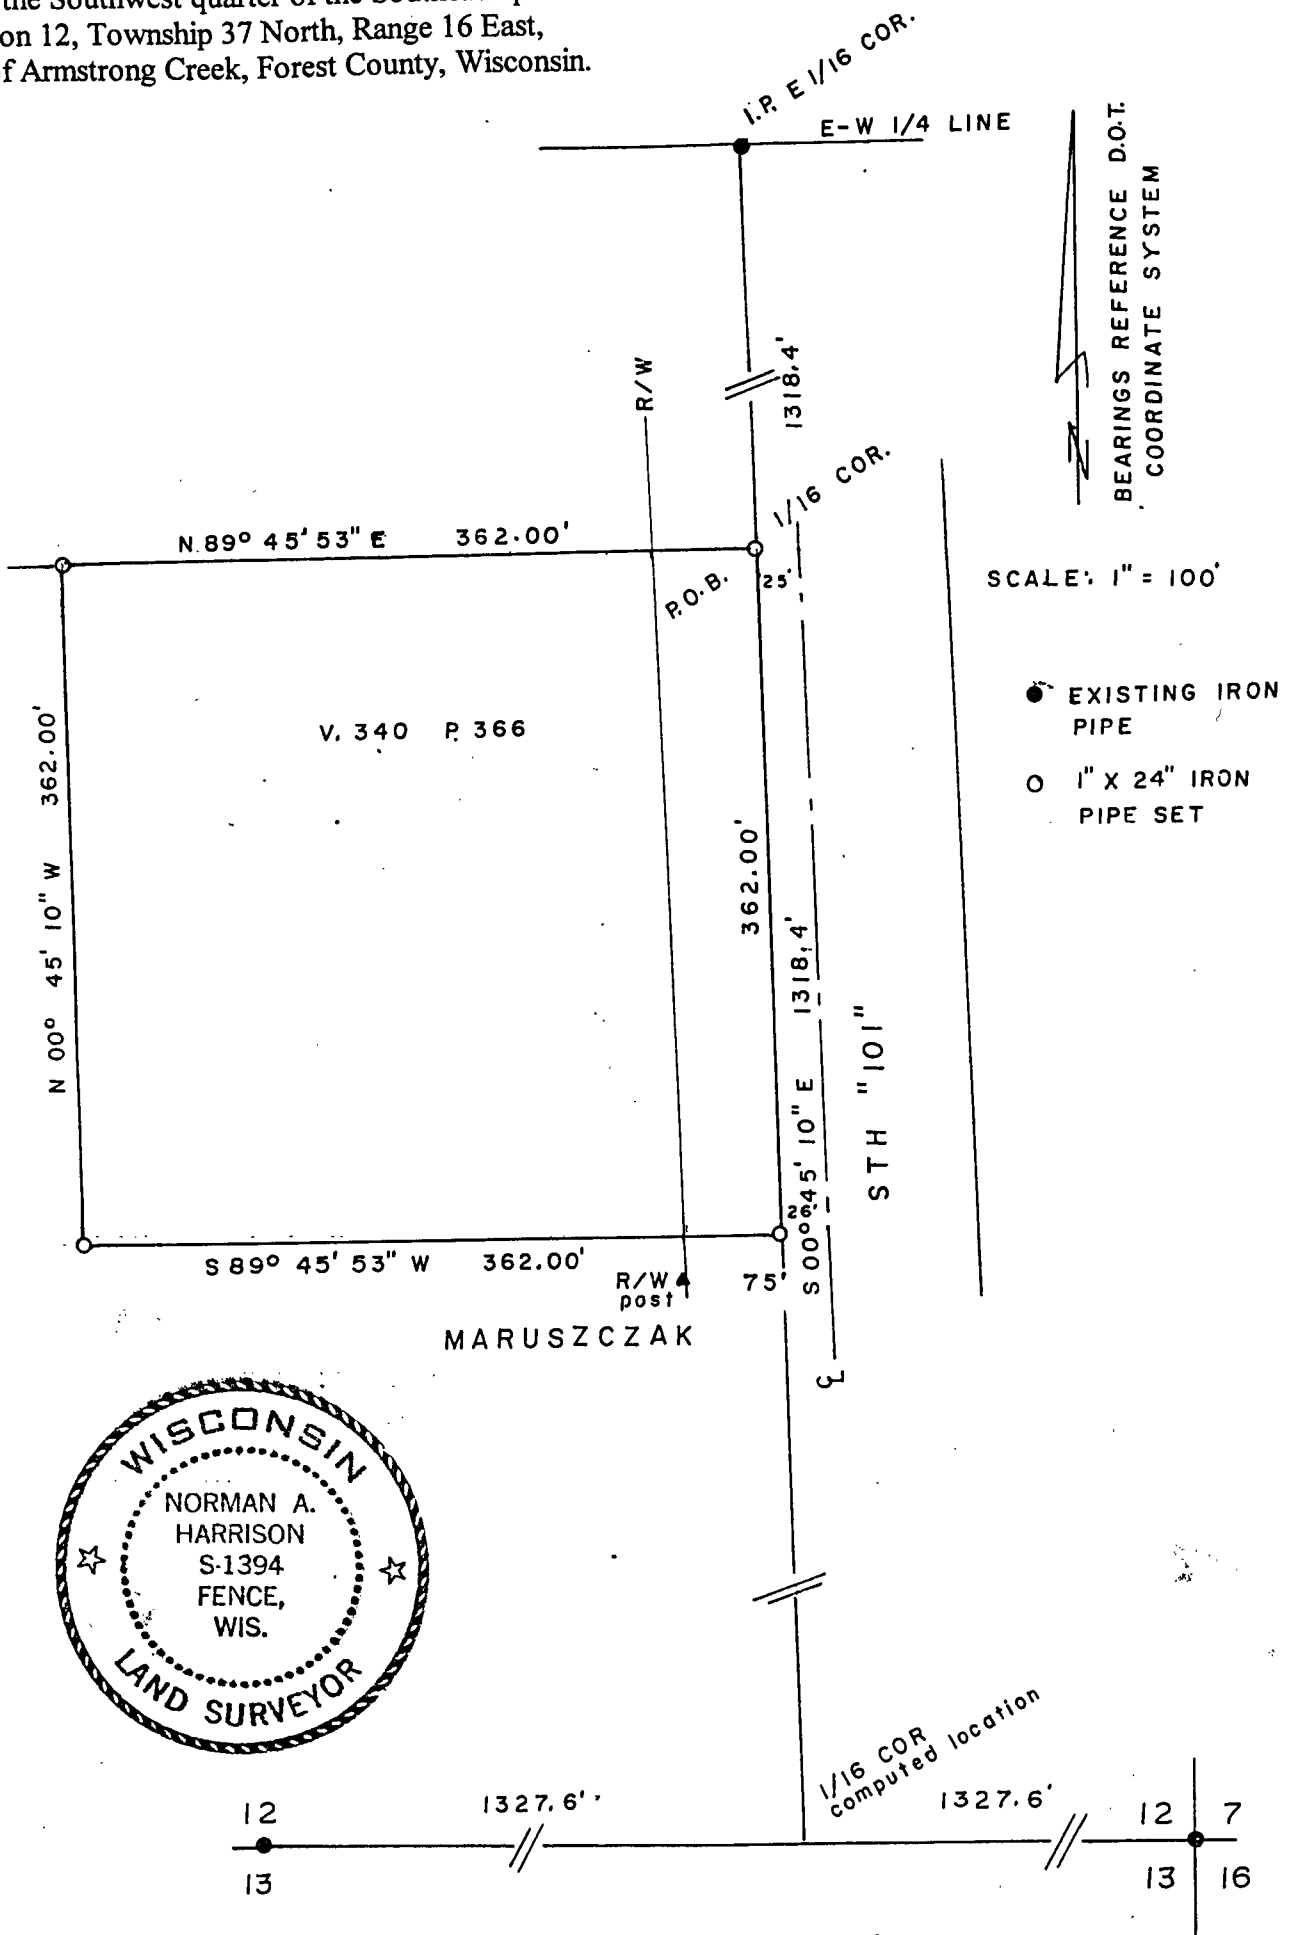 the Southwest quarter of the
on 12, Township 37 North, Range 16 East,
f Armstrong Creek, Forest County, Wisconsin.
I.P. E 1/16 COR.
E-W 1/4 LINE
BEARINGS REFERENCE D.O.T.
COORDINATE SYSTEM
N
R/W
1318.4'
1/16 COR.
N.89° 45' 53" E 362.00'
P.O.B.
25'
SCALE: 1" = 100'
EXISTING IRON
PIPE
1" X 24" IRON
PIPE SET
V. 340 P. 366
N 00° 45' 10" W 362.00'
362.00'
S 00° 45' 10" E 1318.4'
STH "101"
26'
S 89° 45' 53" W 362.00'
R/W
post
75'
MARUSZCZAK
WISCONSIN
NORMAN A.
HARRISON
S-1394
FENCE,
WIS.
LAND SURVEYOR
1/16 COR
computed location
12
1327.6'
1327.6'
12 7
13
13 16